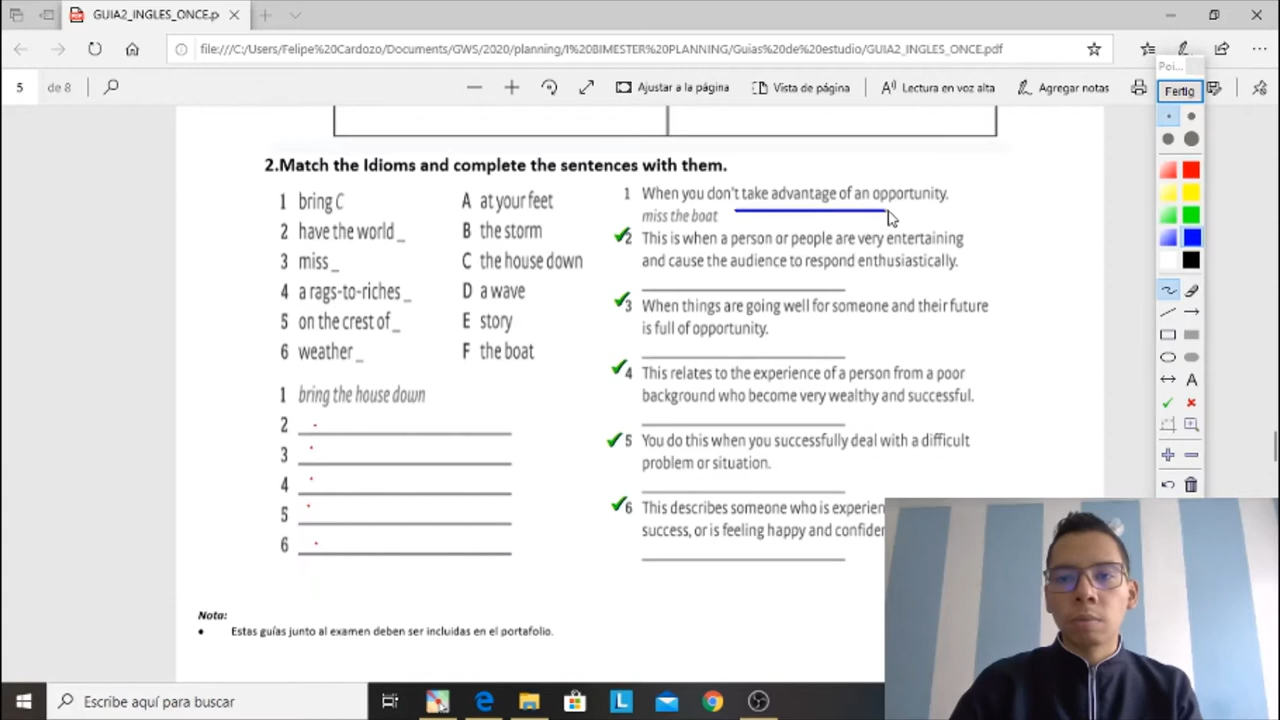 GUIA2_INGLES_ONCE.p
file:///C:/Users/Felipe%20Cardozo/Documents/GWS/2020/planning/I%20BIMESTER%20PLANNING/Guias%20de%20estudio/GUIA2_INGLES_ONCE.pdf
5 de 8
Ajustar a la página
Vista de página
Lectura en voz alta
Agregar notas
Poi...
Fertig
2.Match the Idioms and complete the sentences with them.
1 bring C
2 have the world _
3 miss _
4 a rags-to-riches _
5 on the crest of _
6 weather _
A at your feet
B the storm
C the house down
D a wave
E story
F the boat
1 bring the house down
2
3
4
5
6
1 When you don't take advantage of an opportunity.
miss the boat
2 This is when a person or people are very entertaining
and cause the audience to respond enthusiastically.
3 When things are going well for someone and their future
is full of opportunity.
4 This relates to the experience of a person from a poor
background who become very wealthy and successful.
5 You do this when you successfully deal with a difficult
problem or situation.
6 This describes someone who is
success, or is feeling happy and
Nota:
• Estas guías junto al examen deben ser incluidas en el portafolio.
Escribe aquí para buscar